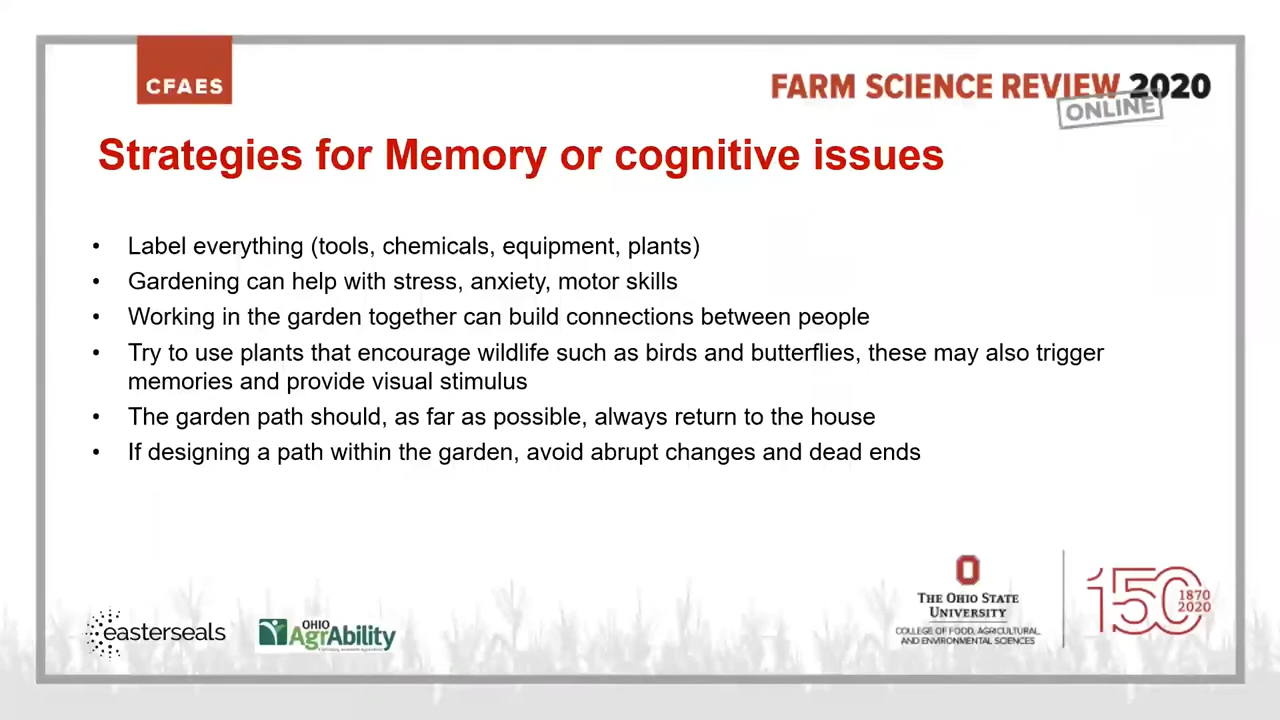 CFAES
FARM SCIENCE REVIEW 2020
ONLINE
Strategies for Memory or cognitive issues
• Label everything (tools, chemicals, equipment, plants)
• Gardening can help with stress, anxiety, motor skills
• Working in the garden together can build connections between people
• Try to use plants that encourage wildlife such as birds and butterflies, these may also trigger
memories and provide visual stimulus
• The garden path should, as far as possible, always return to the house
• If designing a path within the garden, avoid abrupt changes and dead ends
easterseals
OHIO
AgrAbility
THE OHIO STATE
UNIVERSITY
COLLEGE OF FOOD, AGRICULTURAL,
AND ENVIRONMENTAL SCIENCES
150
1870
2020